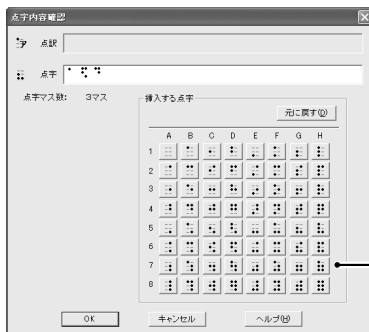 点字内容確認
点訳
点字 ⠁ ⠫ ⠙
点字マス数: 3マス
挿入する点字
元に戻す(D)
A B C D E F G H
1
2
3
4
5
6
7
8
OK キャンセル ヘルプ(H)